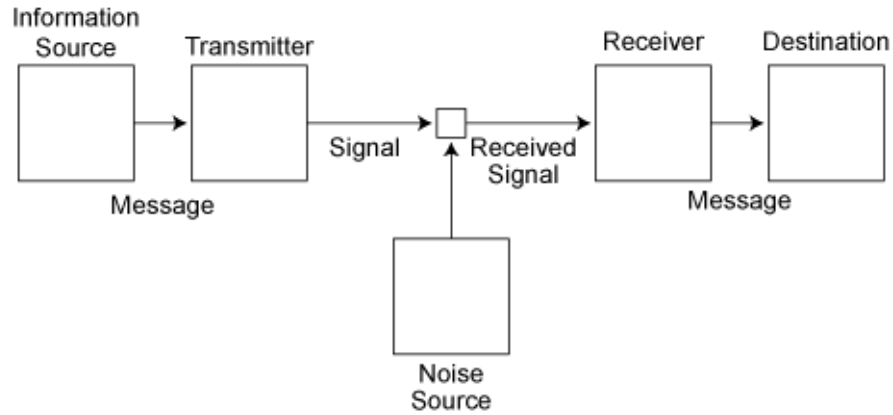 Information
Source
Transmitter
Receiver
Destination
Signal
Received
Signal
Message
Message
Noise
Source